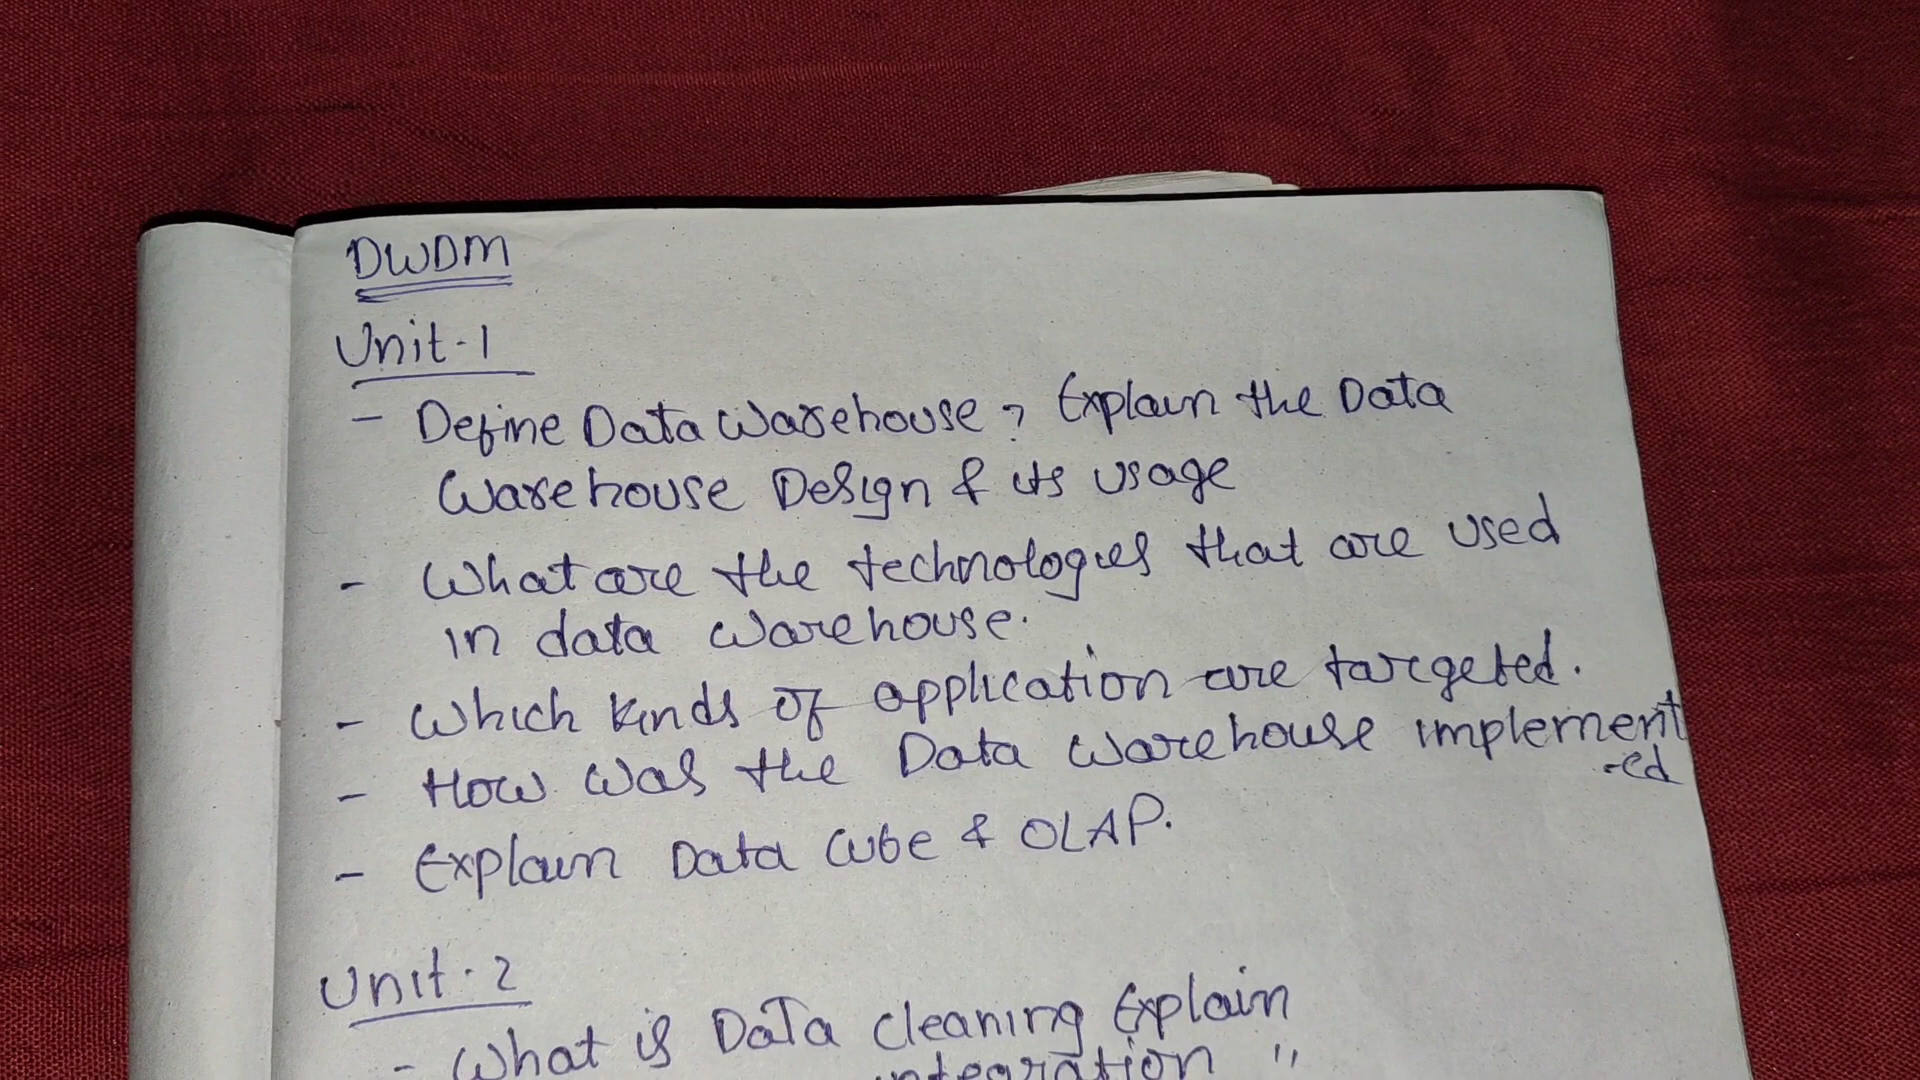 DWDM
Unit-1
- Define Data Warehouse? Explain the Data
Warehouse Design & its usage
- What are the technologies that are used
in data warehouse.
- Which kinds of application are targeted.
- How was the Data warehouse implement
-ed
- Explain Data Cube & OLAP.
Unit-2
- What is Data cleaning Explain
integration "